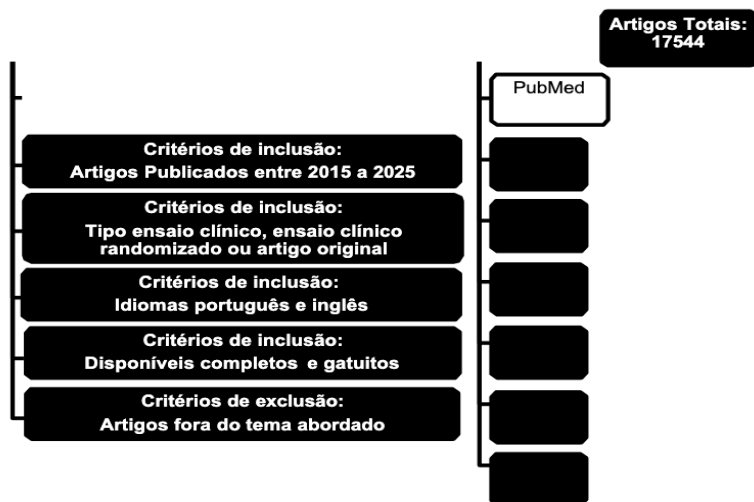 Artigos Totais:
17544
PubMed
Critérios de inclusão:
Artigos Publicados entre 2015 a 2025
Critérios de inclusão:
Tipo ensaio clínico, ensaio clínico
randomizado ou artigo original
Critérios de inclusão:
Idiomas português e inglês
Critérios de inclusão:
Disponíveis completos e gatuitos
Critérios de exclusão:
Artigos fora do tema abordado